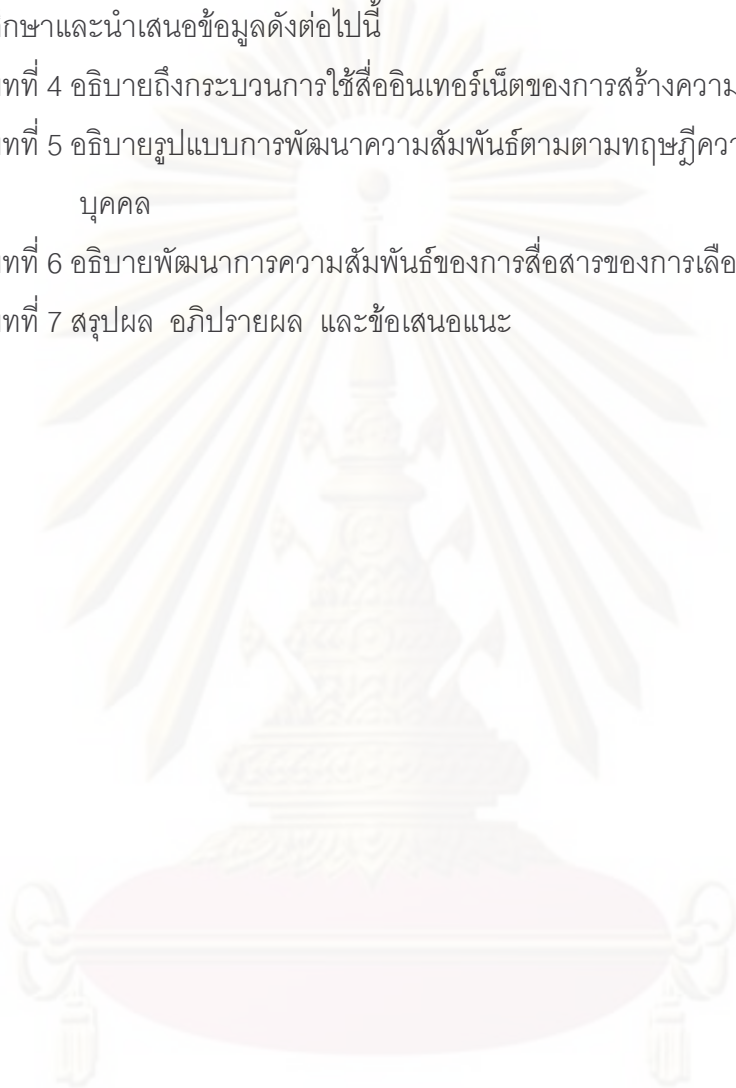 กษาและนำเสนอข้อมูลดังต่อไปนี้
ทที่ 4 อธิบายถึงกระบวนการใช้สื่ออินเทอร์เน็ตของการสร้างความ
ทที่ 5 อธิบายรูปแบบการพัฒนาความสัมพันธ์ตามตามทฤษฎีควา
บุคคล
ทที่ 6 อธิบายพัฒนาการความสัมพันธ์ของการสื่อสารของการเลือ
ทที่ 7 สรุปผล อภิปรายผล และข้อเสนอแนะ